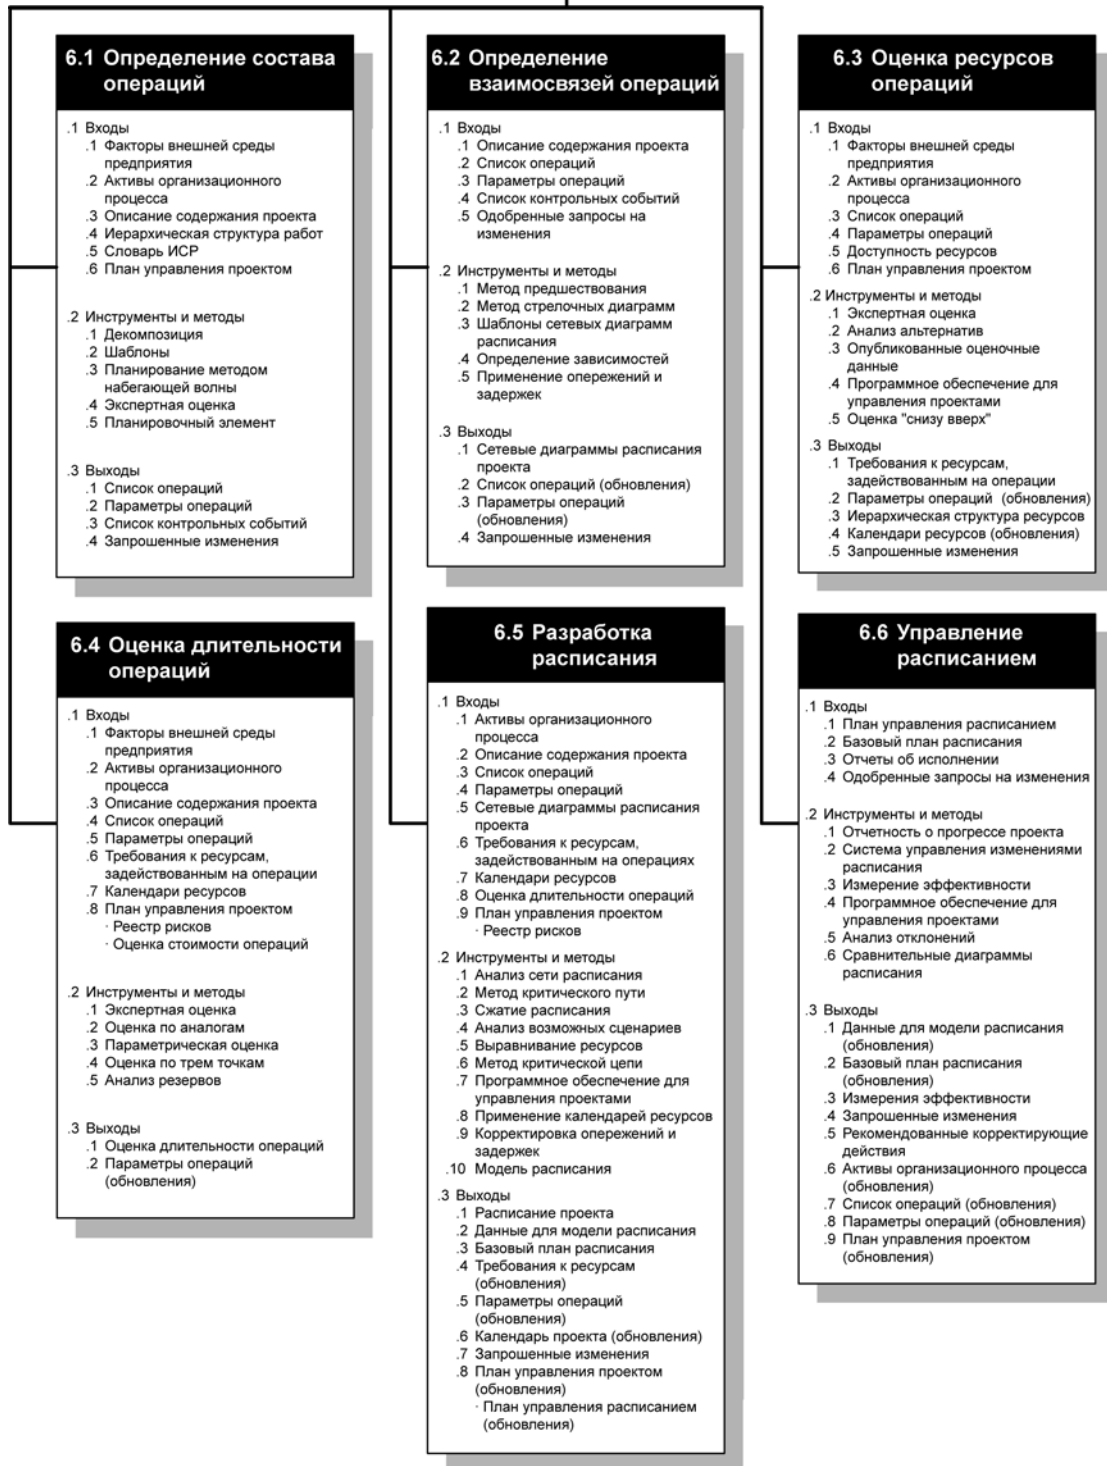 6.1 Определение состава
операций
.1 Входы
.1 Факторы внешней среды
предприятия
.2 Активы организационного
процесса
.3 Описание содержания проекта
.4 Иерархическая структура работ
.5 Словарь ИСР
.6 План управления проектом
.2 Инструменты и методы
.1 Декомпозиция
.2 Шаблоны
.3 Планирование методом
набегающей волны
.4 Экспертная оценка
.5 Планировочный элемент
.3 Выходы
.1 Список операций
.2 Параметры операций
.3 Список контрольных событий
.4 Запрошенные изменения
6.2 Определение
взаимосвязей операций
.1 Входы
.1 Описание содержания проекта
.2 Список операций
.3 Параметры операций
.4 Список контрольных событий
.5 Одобренные запросы на
изменения
.2 Инструменты и методы
.1 Метод предшествования
.2 Метод стрелочных диаграмм
.3 Шаблоны сетевых диаграмм
расписания
.4 Определение зависимостей
.5 Применение опережений и
задержек
.3 Выходы
.1 Сетевые диаграммы расписания
проекта
.2 Список операций (обновления)
.3 Параметры операций
(обновления)
.4 Запрошенные изменения
6.3 Оценка ресурсов
операций
.1 Входы
.1 Факторы внешней среды
предприятия
.2 Активы организационного
процесса
.3 Список операций
.4 Параметры операций
.5 Доступность ресурсов
.6 План управления проектом
.2 Инструменты и методы
.1 Экспертная оценка
.2 Анализ альтернатив
.3 Опубликованные оценочные
данные
.4 Программное обеспечение для
управления проектами
.5 Оценка "снизу вверх"
.3 Выходы
.1 Требования к ресурсам,
задействованным на операции
.2 Параметры операций (обновления)
.3 Иерархическая структура ресурсов
.4 Календари ресурсов (обновления)
.5 Запрошенные изменения
6.4 Оценка длительности
операций
.1 Входы
.1 Факторы внешней среды
предприятия
.2 Активы организационного
процесса
.3 Описание содержания проекта
.4 Список операций
.5 Параметры операций
.6 Требования к ресурсам,
задействованным на операции
.7 Календари ресурсов
.8 План управления проектом
· Реестр рисков
· Оценка стоимости операций
.2 Инструменты и методы
.1 Экспертная оценка
.2 Оценка по аналогам
.3 Параметрическая оценка
.4 Оценка по трем точкам
.5 Анализ резервов
.3 Выходы
.1 Оценка длительности операций
.2 Параметры операций
(обновления)
6.5 Разработка
расписания
.1 Входы
.1 Активы организационного
процесса
.2 Описание содержания проекта
.3 Список операций
.4 Параметры операций
.5 Сетевые диаграммы расписания
проекта
.6 Требования к ресурсам,
задействованным на операциях
.7 Календари ресурсов
.8 Оценка длительности операций
.9 План управления проектом
· Реестр рисков
.2 Инструменты и методы
.1 Анализ сети расписания
.2 Метод критического пути
.3 Сжатие расписания
.4 Анализ возможных сценариев
.5 Выравнивание ресурсов
.6 Метод критической цепи
.7 Программное обеспечение для
управления проектами
.8 Применение календарей ресурсов
.9 Корректировка опережений и
задержек
.10 Модель расписания
.3 Выходы
.1 Расписание проекта
.2 Данные для модели расписания
.3 Базовый план расписания
.4 Требования к ресурсам
(обновления)
.5 Параметры операций
(обновления)
.6 Календарь проекта (обновления)
.7 Запрошенные изменения
.8 План управления проектом
(обновления)
· План управления расписанием
(обновления)
6.6 Управление
расписанием
.1 Входы
.1 План управления расписанием
.2 Базовый план расписания
.3 Отчеты об исполнении
.4 Одобренные запросы на изменения
.2 Инструменты и методы
.1 Отчетность о прогрессе проекта
.2 Система управления изменениями
расписания
.3 Измерение эффективности
.4 Программное обеспечение для
управления проектами
.5 Анализ отклонений
.6 Сравнительные диаграммы
расписания
.3 Выходы
.1 Данные для модели расписания
(обновления)
.2 Базовый план расписания
(обновления)
.3 Измерения эффективности
.4 Запрошенные изменения
.5 Рекомендованные корректирующие
действия
.6 Активы организационного процесса
(обновления)
.7 Список операций (обновления)
.8 Параметры операций (обновления)
.9 План управления проектом
(обновления)